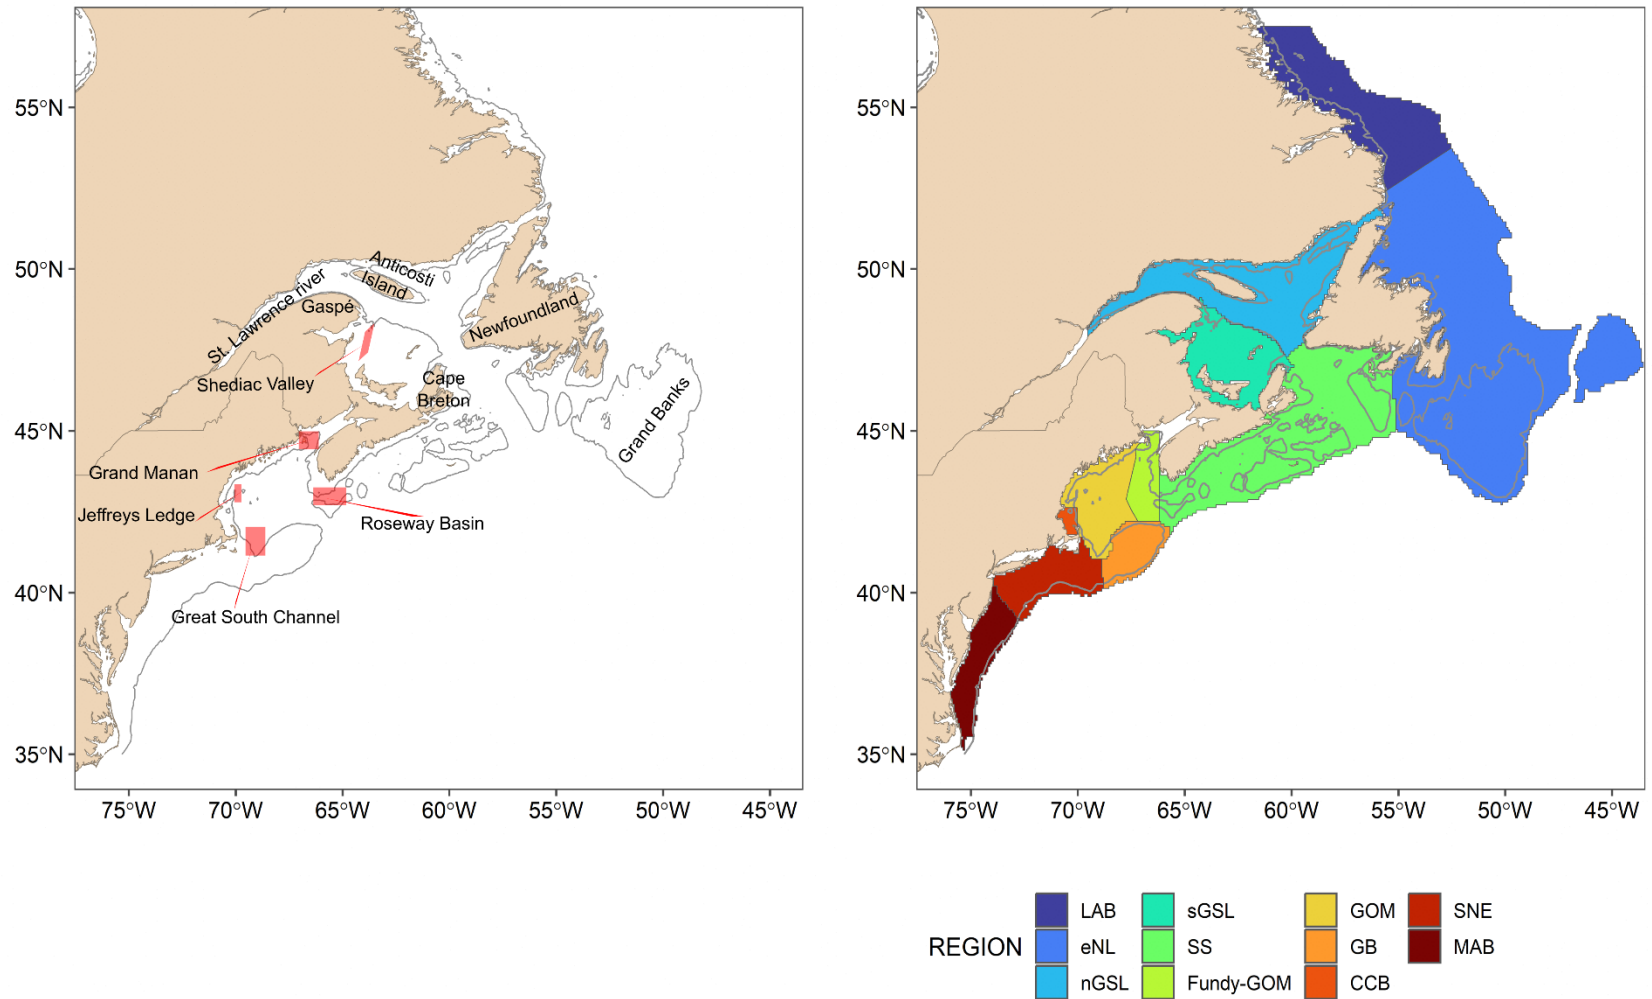 55°N
50°N
45°N
40°N
35°N
75°W
70°W
65°W
60°W
55°W
50°W
45°W
St. Lawrence river
Anticosti
Island
Gaspé
Newfoundland
Shediac Valley
Cape
Breton
Grand Banks
Grand Manan
Jeffreys Ledge
Roseway Basin
Great South Channel
55°N
50°N
45°N
40°N
35°N
75°W
70°W
65°W
60°W
55°W
50°W
45°W
REGION
LAB
eNL
nGSL
sGSL
SS
Fundy-GOM
GOM
GB
CCB
SNE
MAB